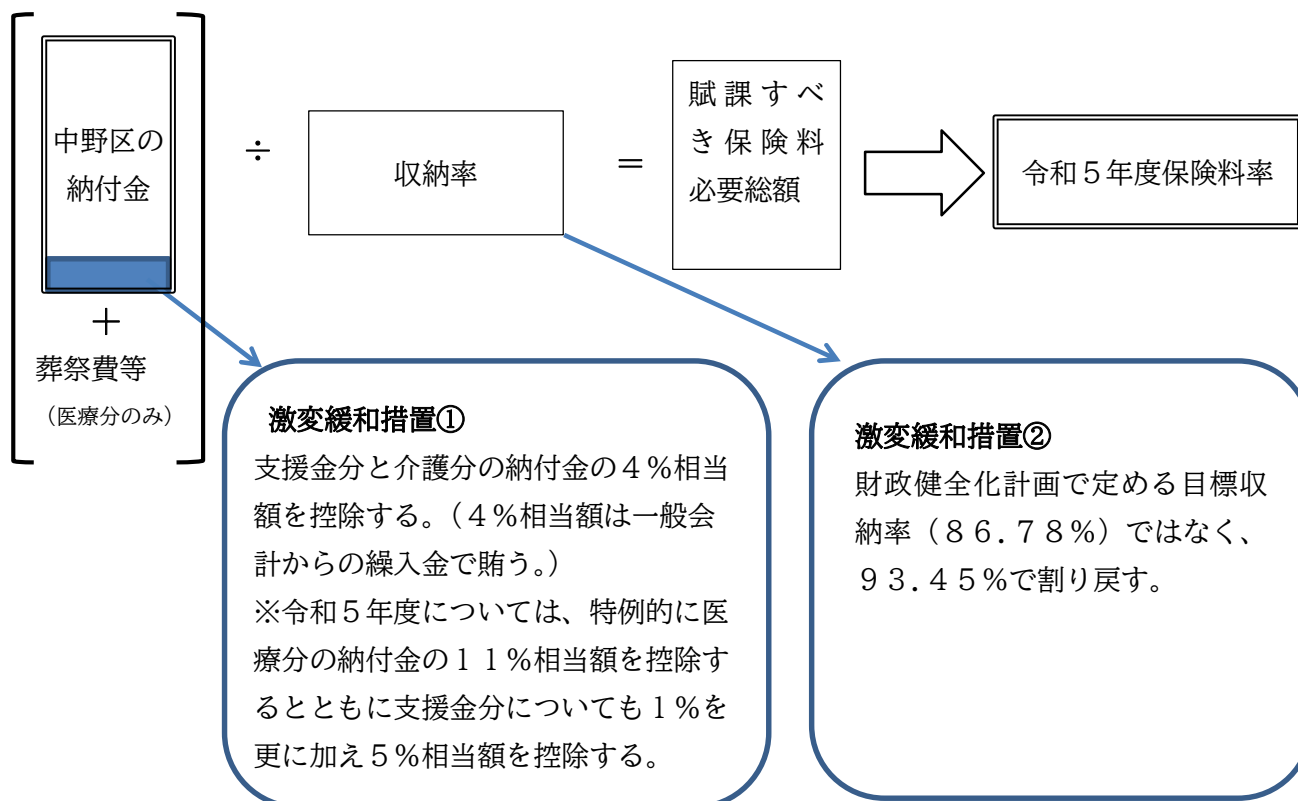 中野区の
納付金
＋
葬祭費等
（医療分のみ）
÷
収納率
＝
賦課すべ
き保険料
必要総額
令和５年度保険料率
激変緩和措置①
支援金分と介護分の納付金の４％相当
額を控除する。（４％相当額は一般会
計からの繰入金で賄う。）
※令和５年度については、特例的に医
療分の納付金の１１％相当額を控除す
るとともに支援金分についても１％を
更に加え５％相当額を控除する。
激変緩和措置②
財政健全化計画で定める目標収
納率（８６.７８％）ではなく、
９３.４５％で割り戻す。